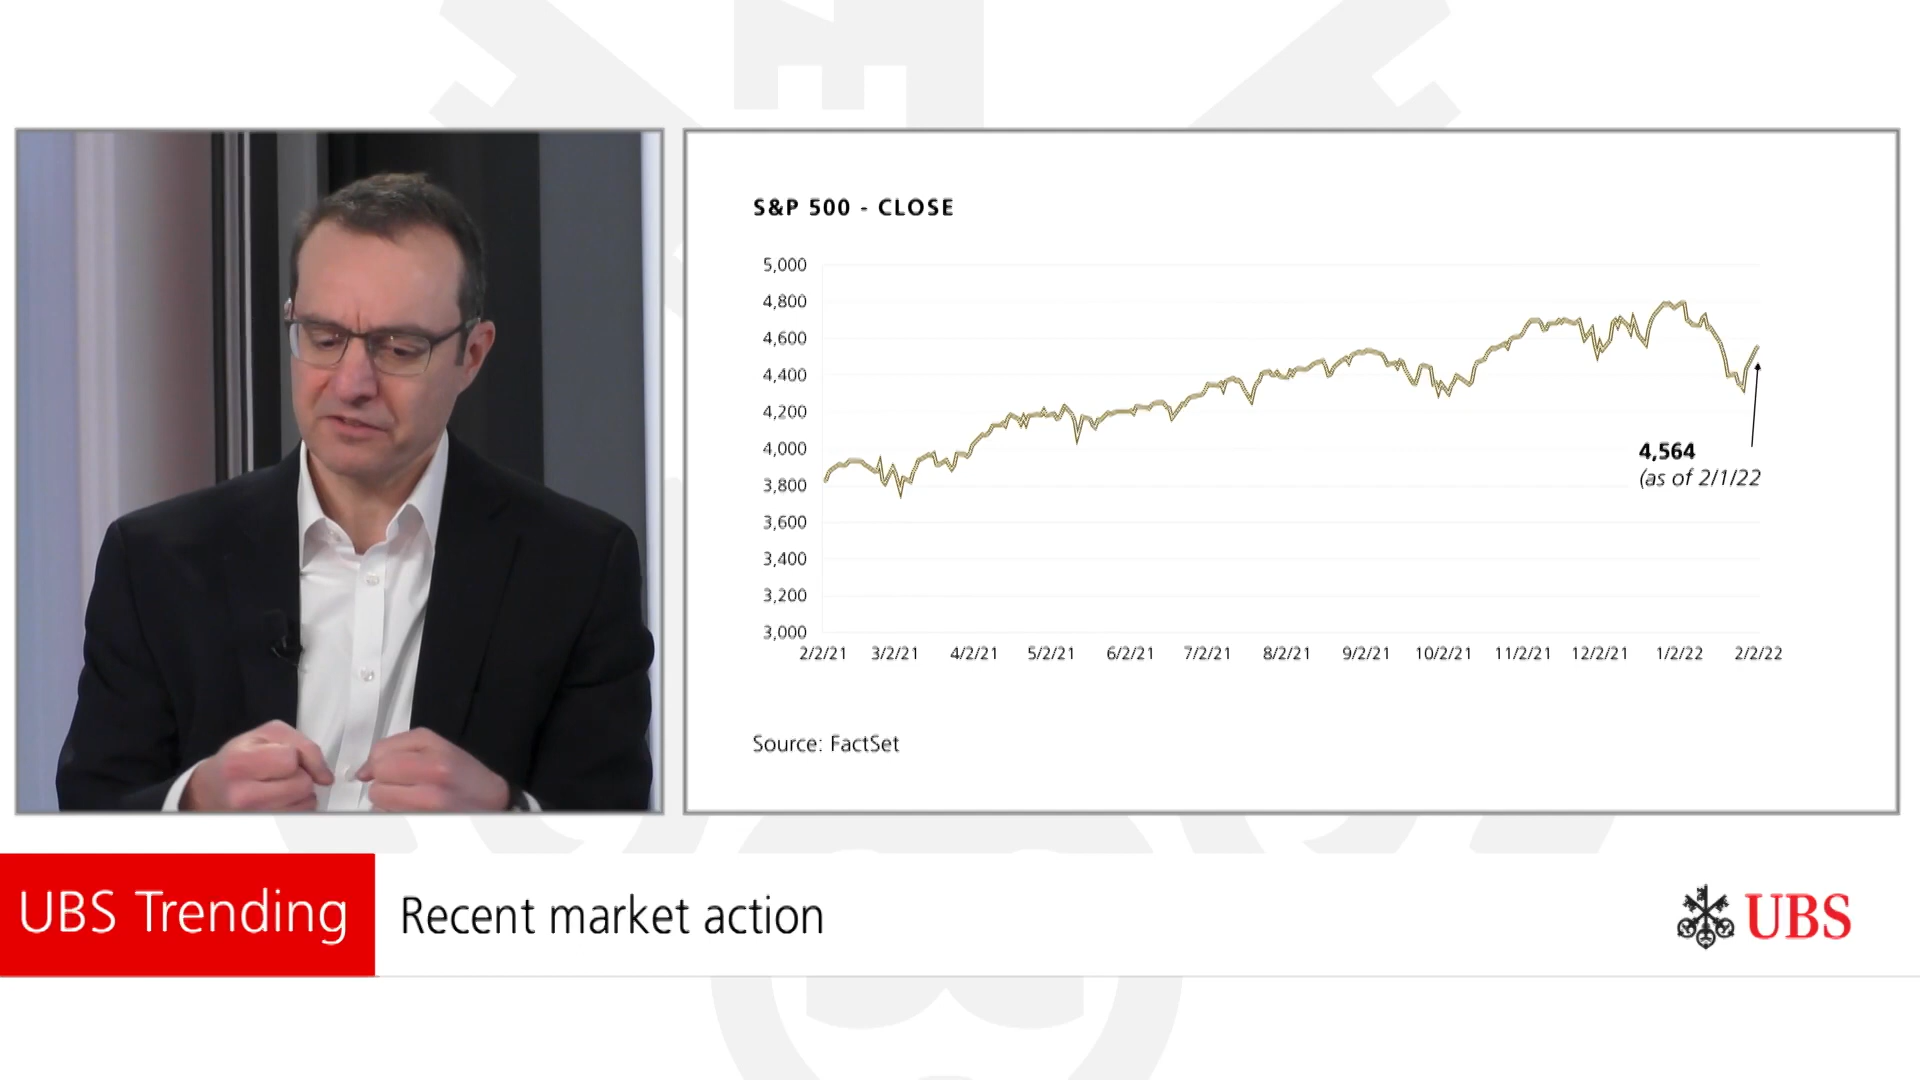 S&P 500 - CLOSE
5,000
4,800
4,600
4,400
4,200
4,000
3,800
3,600
3,400
3,200
3,000
2/2/21 3/2/21 4/2/21 5/2/21 6/2/21 7/2/21 8/2/21 9/2/21 10/2/21 11/2/21 12/2/21 1/2/22 2/2/22
4,564
(as of 2/1/22
Source: FactSet
UBS Trending
Recent market action
UBS